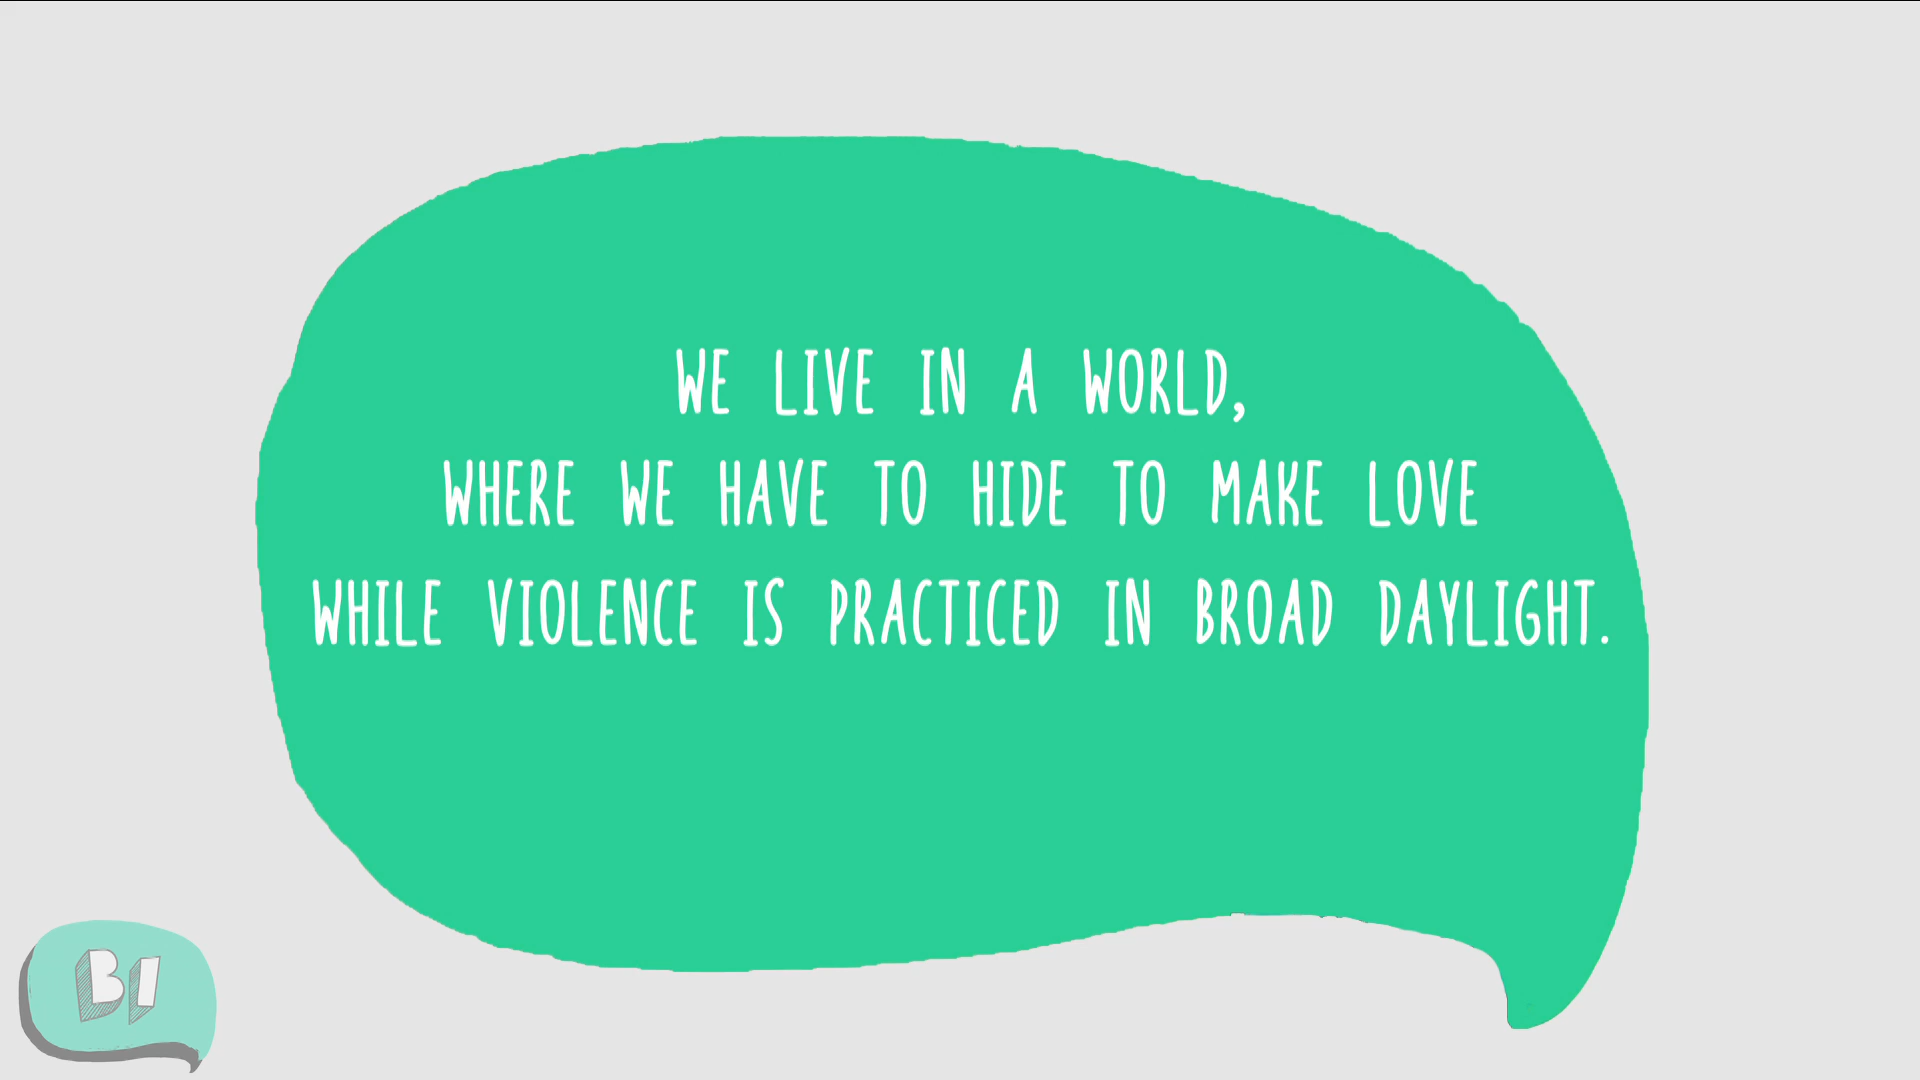 WE LIVE IN A WORLD,
WHERE WE HAVE TO HIDE TO MAKE LOVE
WHILE VIOLENCE IS PRACTICED IN BROAD DAYLIGHT.
BI